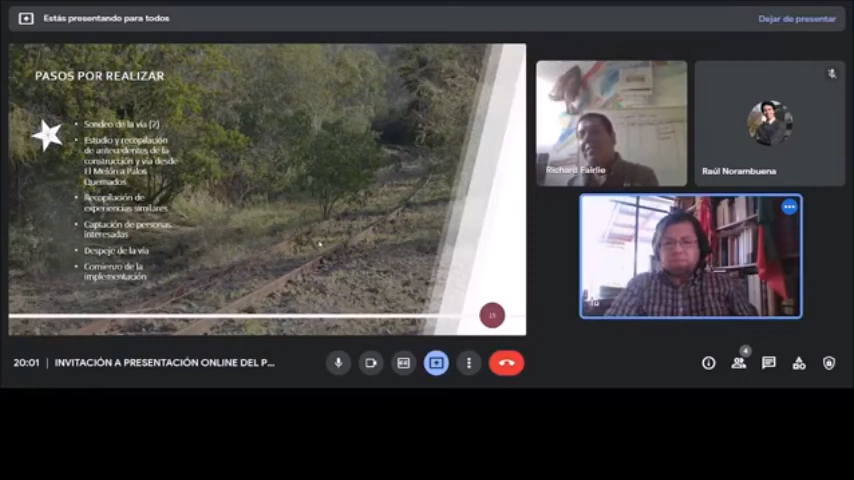 Estás presentando para todos
Dejar de presentar
PASOS POR REALIZAR
• Sondeo de la vía (2)
• Estudio y recopilación
de antecedentes de la
construcción y vía desde
El Melón a Palos
Quemados
• Recopilación de
experiencias similares
• Captación de personas
interesadas
• Despeje de la vía
• Comienzo de la
implementación
15
Richard Fairlie
Raúl Norambuena
Tú
20:01 | INVITACIÓN A PRESENTACIÓN ONLINE DEL P...
4